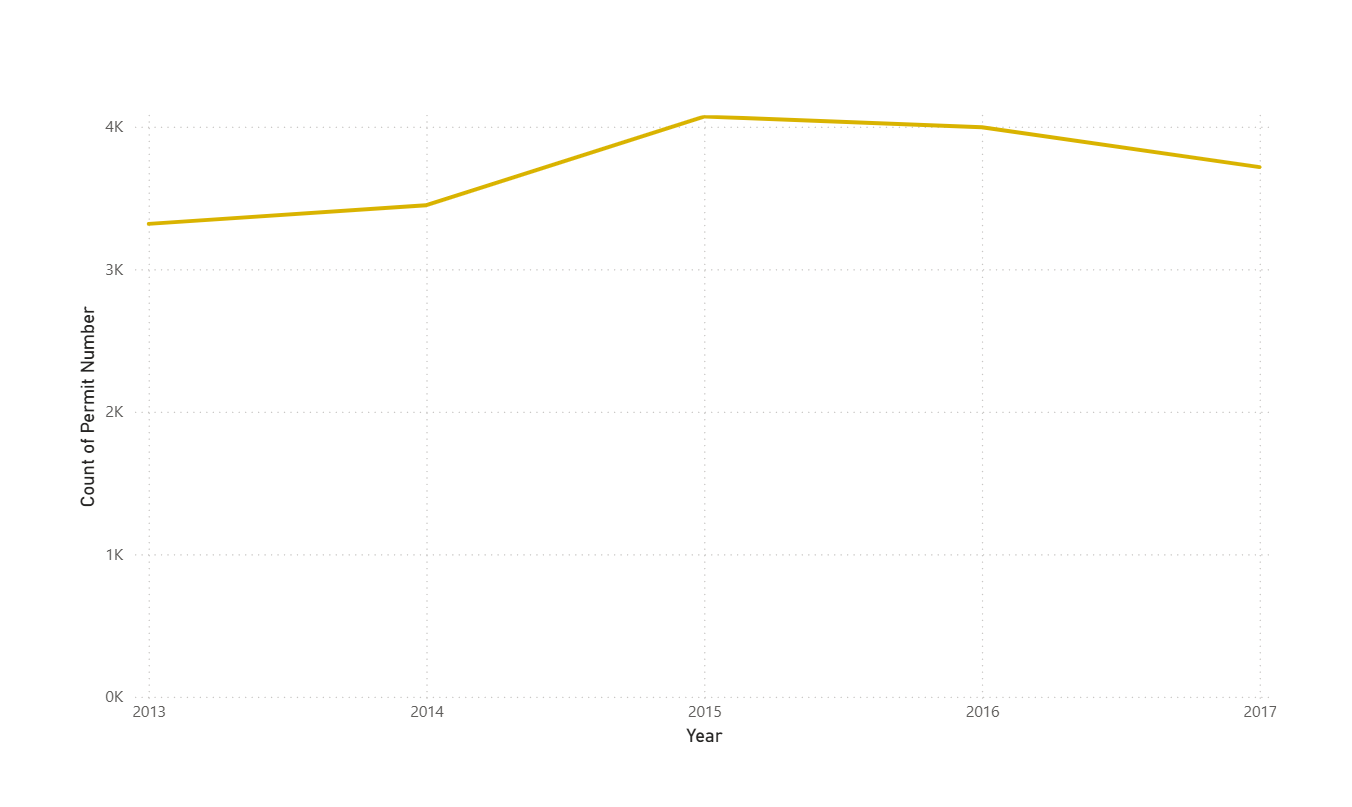 4K
3K
2K
1K
0K
Count of Permit Number
2013 2014 2015 2016 2017
Year